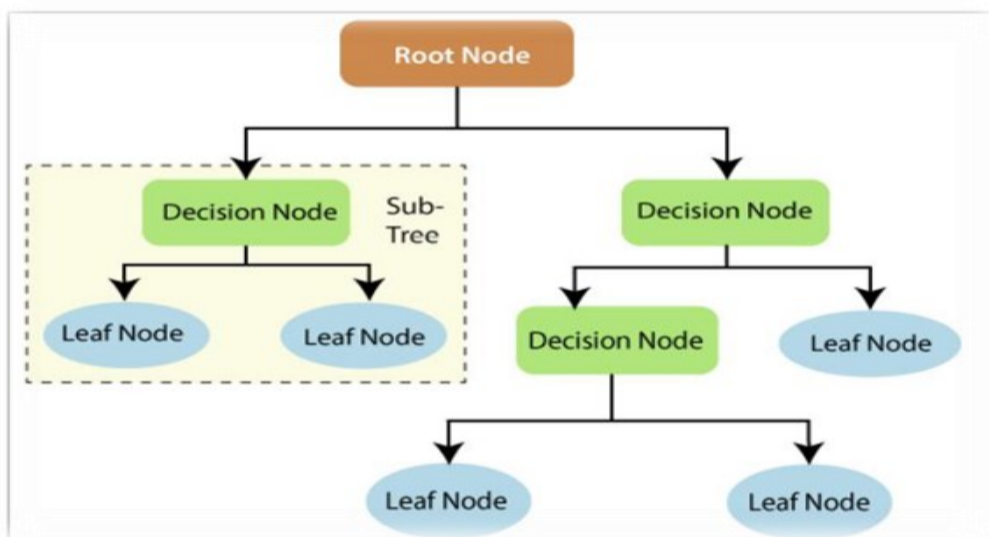 Root Node
Decision Node
Sub-
Tree
Decision Node
Leaf Node
Leaf Node
Decision Node
Leaf Node
Leaf Node
Leaf Node